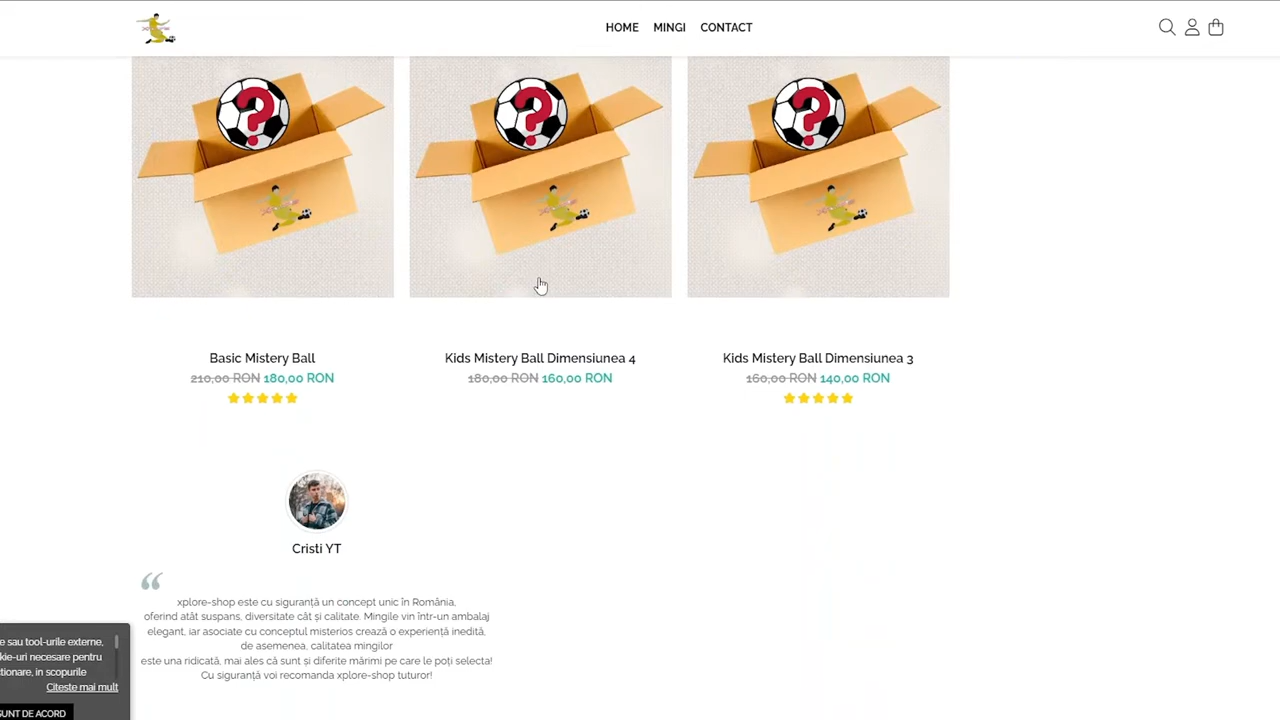 HOME MINGI CONTACT
?
?
?
Basic Mistery Ball
210,00 RON 180,00 RON
Kids Mistery Ball Dimensiunea 4
180,00 RON 160,00 RON
Kids Mistery Ball Dimensiunea 3
160,00 RON 140,00 RON
Cristi YT
“
xplore-shop este cu siguranță un concept unic în România,
oferind atât suspans, diversitate cât și calitate. Mingile vin într-un ambalaj
elegant, iar asociate cu conceptul misterios crează o experiență inedită,
de asemenea, calitatea mingilor
este una ridicată, mai ales că sunt și diferite mărimi pe care le poți selecta!
Cu siguranță voi recomanda xplore-shop tuturor!
e sau tool-urile externe,
kie-uri necesare pentru
ctionare, in scopurile
Citeste mai mult
SUNT DE ACORD